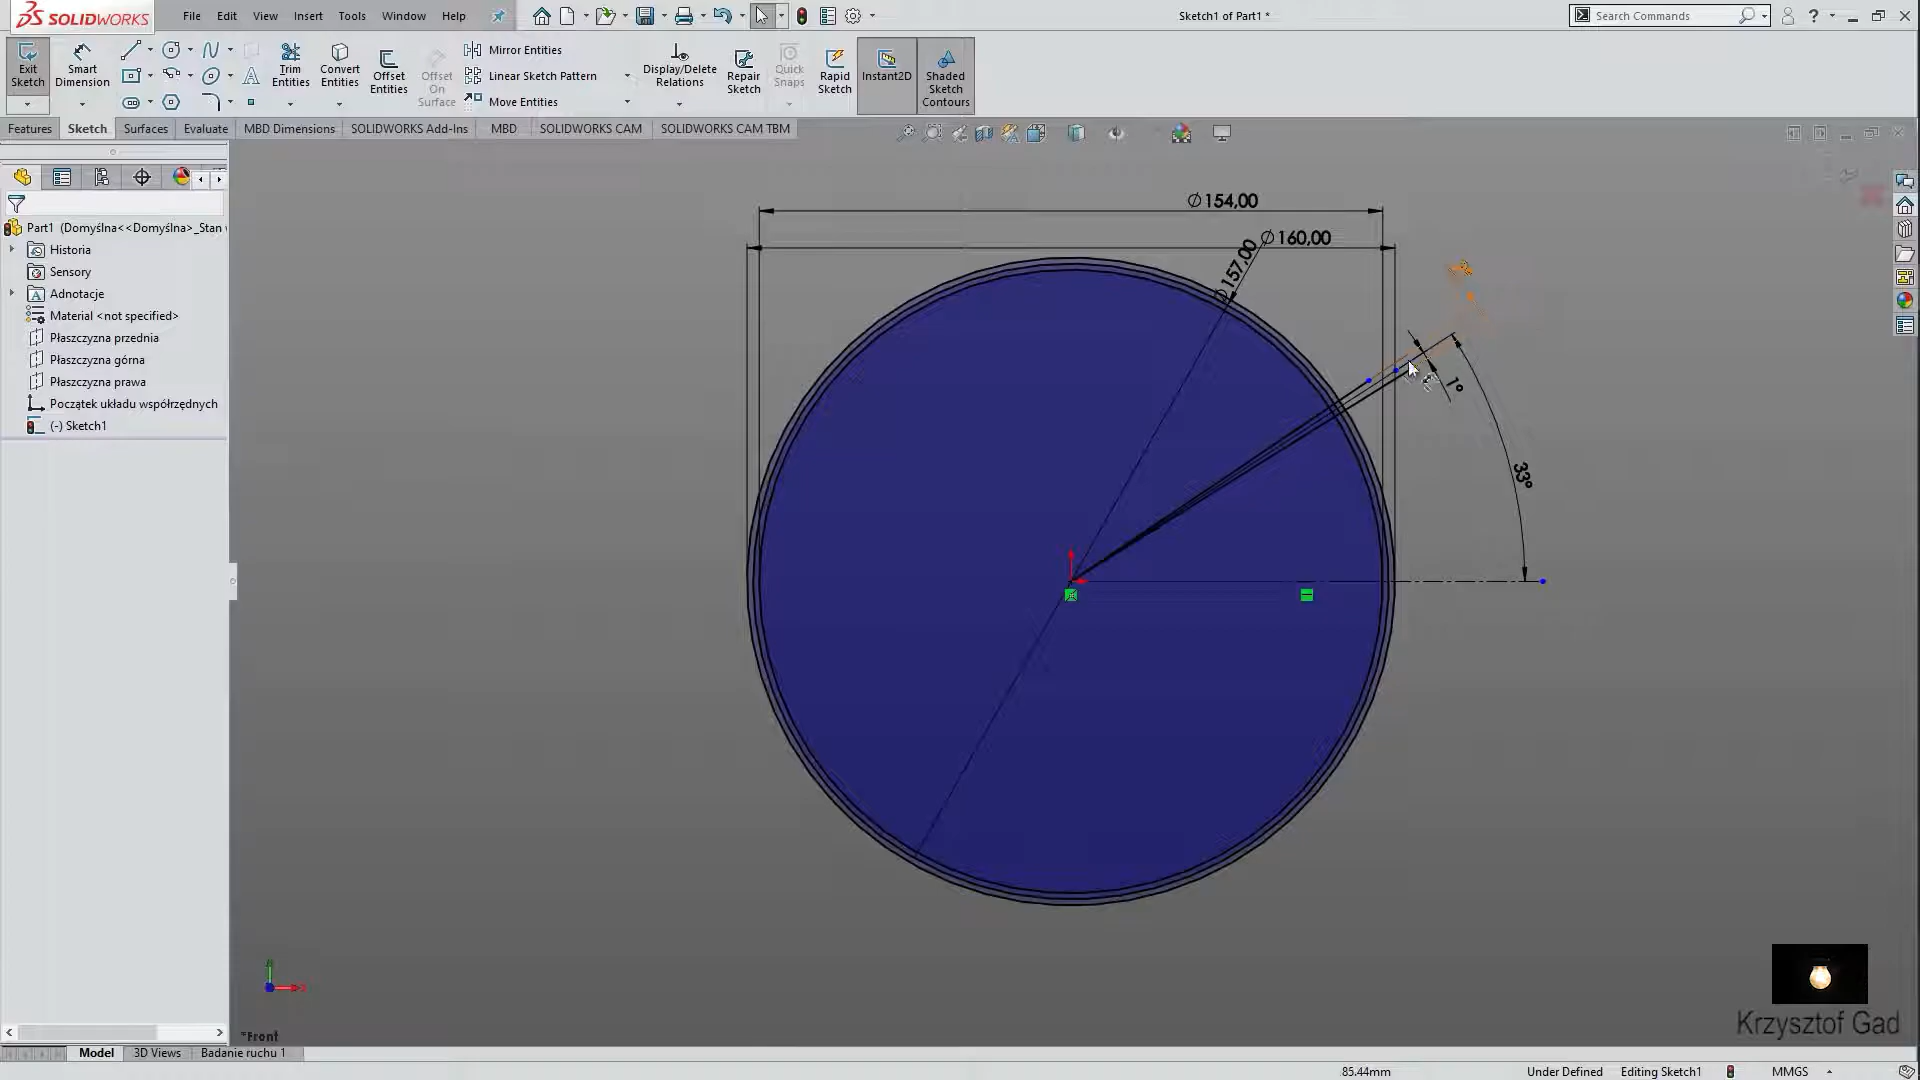 SOLIDWORKS
File Edit View Insert Tools Window Help
Sketch1 of Part1 *
Search Commands
Exit Sketch
Smart Dimension
Trim Entities
Convert Entities
Offset Entities
Offset On Surface
Mirror Entities
Linear Sketch Pattern
Move Entities
Display/Delete Relations
Repair Sketch
Quick Snaps
Rapid Sketch
Instant2D
Shaded Sketch Contours
Features Sketch Surfaces Evaluate MBD Dimensions SOLIDWORKS Add-Ins MBD SOLIDWORKS CAM SOLIDWORKS CAM TBM
Part1 (Domyślna<<Domyślna>_Stan
Historia
Sensory
Adnotacje
Material <not specified>
Płaszczyzna przednia
Płaszczyzna górna
Płaszczyzna prawa
Początek układu współrzędnych
(-) Sketch1
∅154,00
∅160,00
∅157,00
1°
33°
*Front
Krzysztof Gad
Model 3D Views Badanie ruchu 1
85.44mm Under Defined Editing Sketch1 MMGS